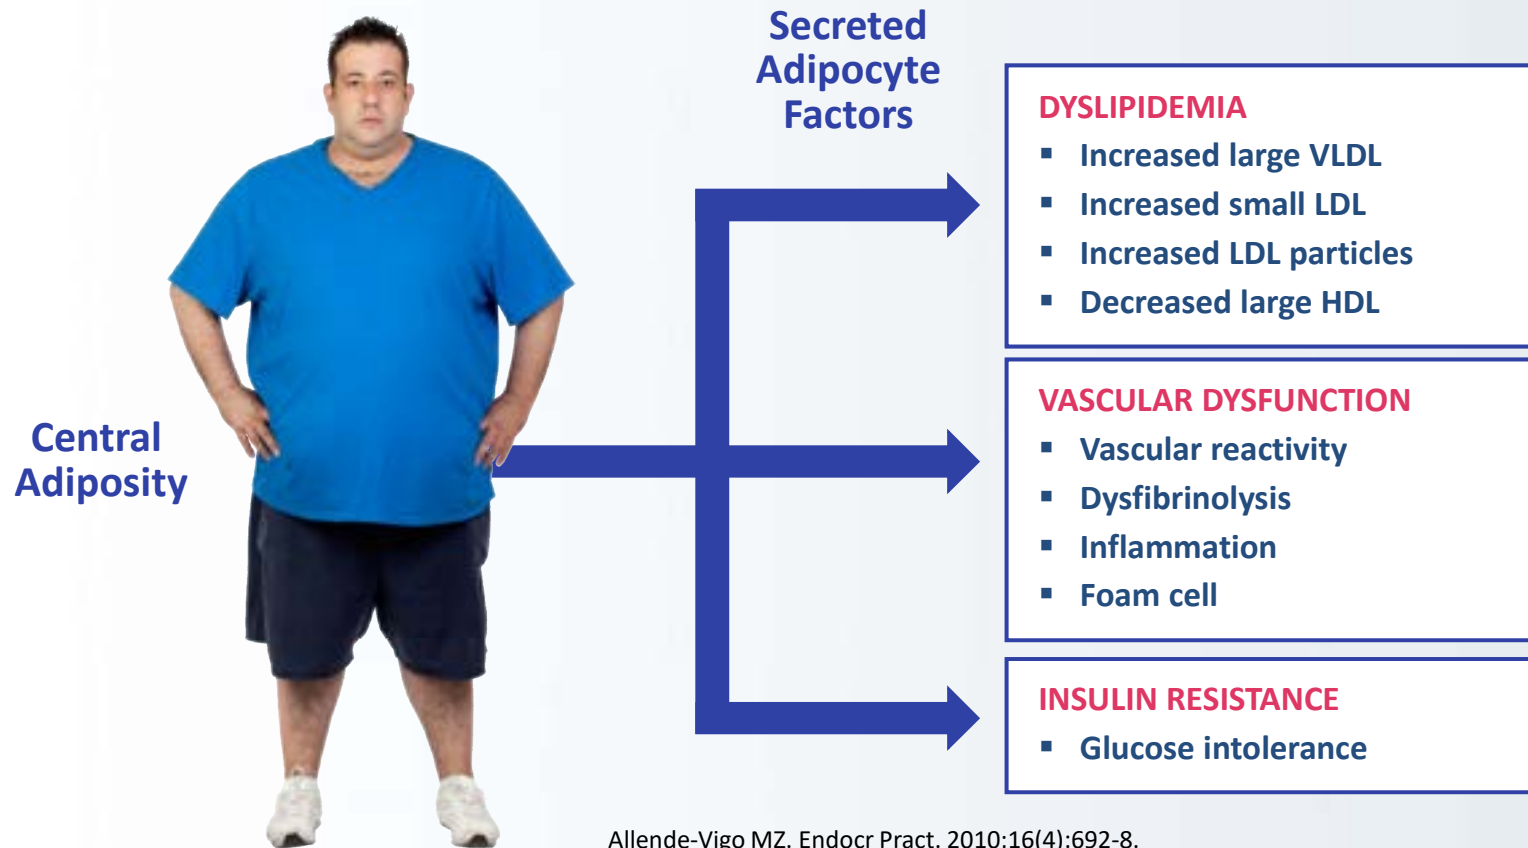 Central
Adiposity
Secreted
Adipocyte
Factors
DYSLIPIDEMIA
▪ Increased large VLDL
▪ Increased small LDL
▪ Increased LDL particles
▪ Decreased large HDL
VASCULAR DYSFUNCTION
▪ Vascular reactivity
▪ Dysfibrinolysis
▪ Inflammation
▪ Foam cell
INSULIN RESISTANCE
▪ Glucose intolerance
Allende-Vigo MZ. Endocr Pract. 2010;16(4):692-8.